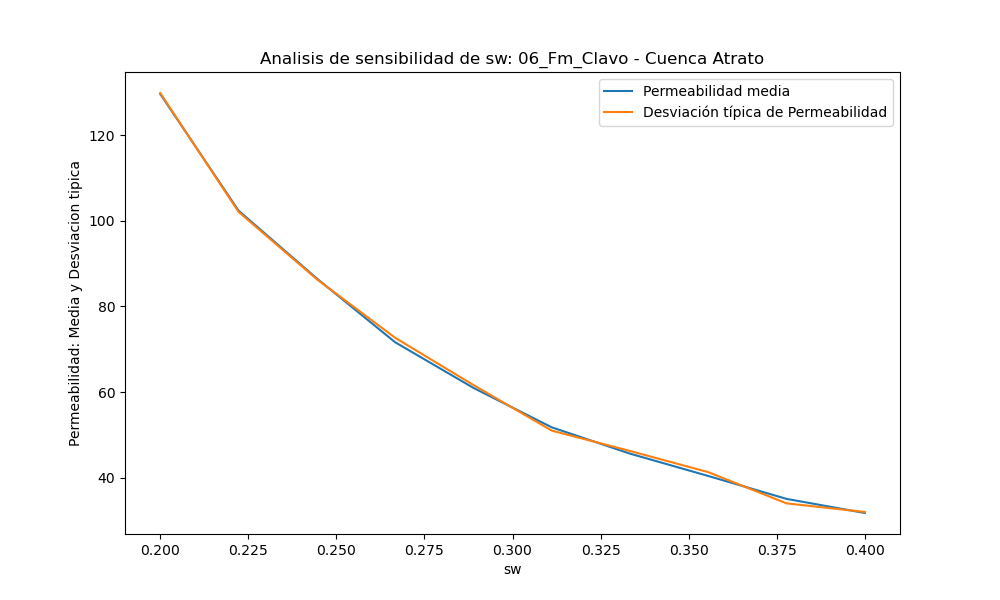 Analisis de sensibilidad de sw: 06_Fm_Clavo - Cuenca Atrato
Permeabilidad media
Desviación típica de Permeabilidad
Permeabilidad: Media y Desviacion tipica
120
100
80
60
40
0.200 0.225 0.250 0.275 0.300 0.325 0.350 0.375 0.400
sw